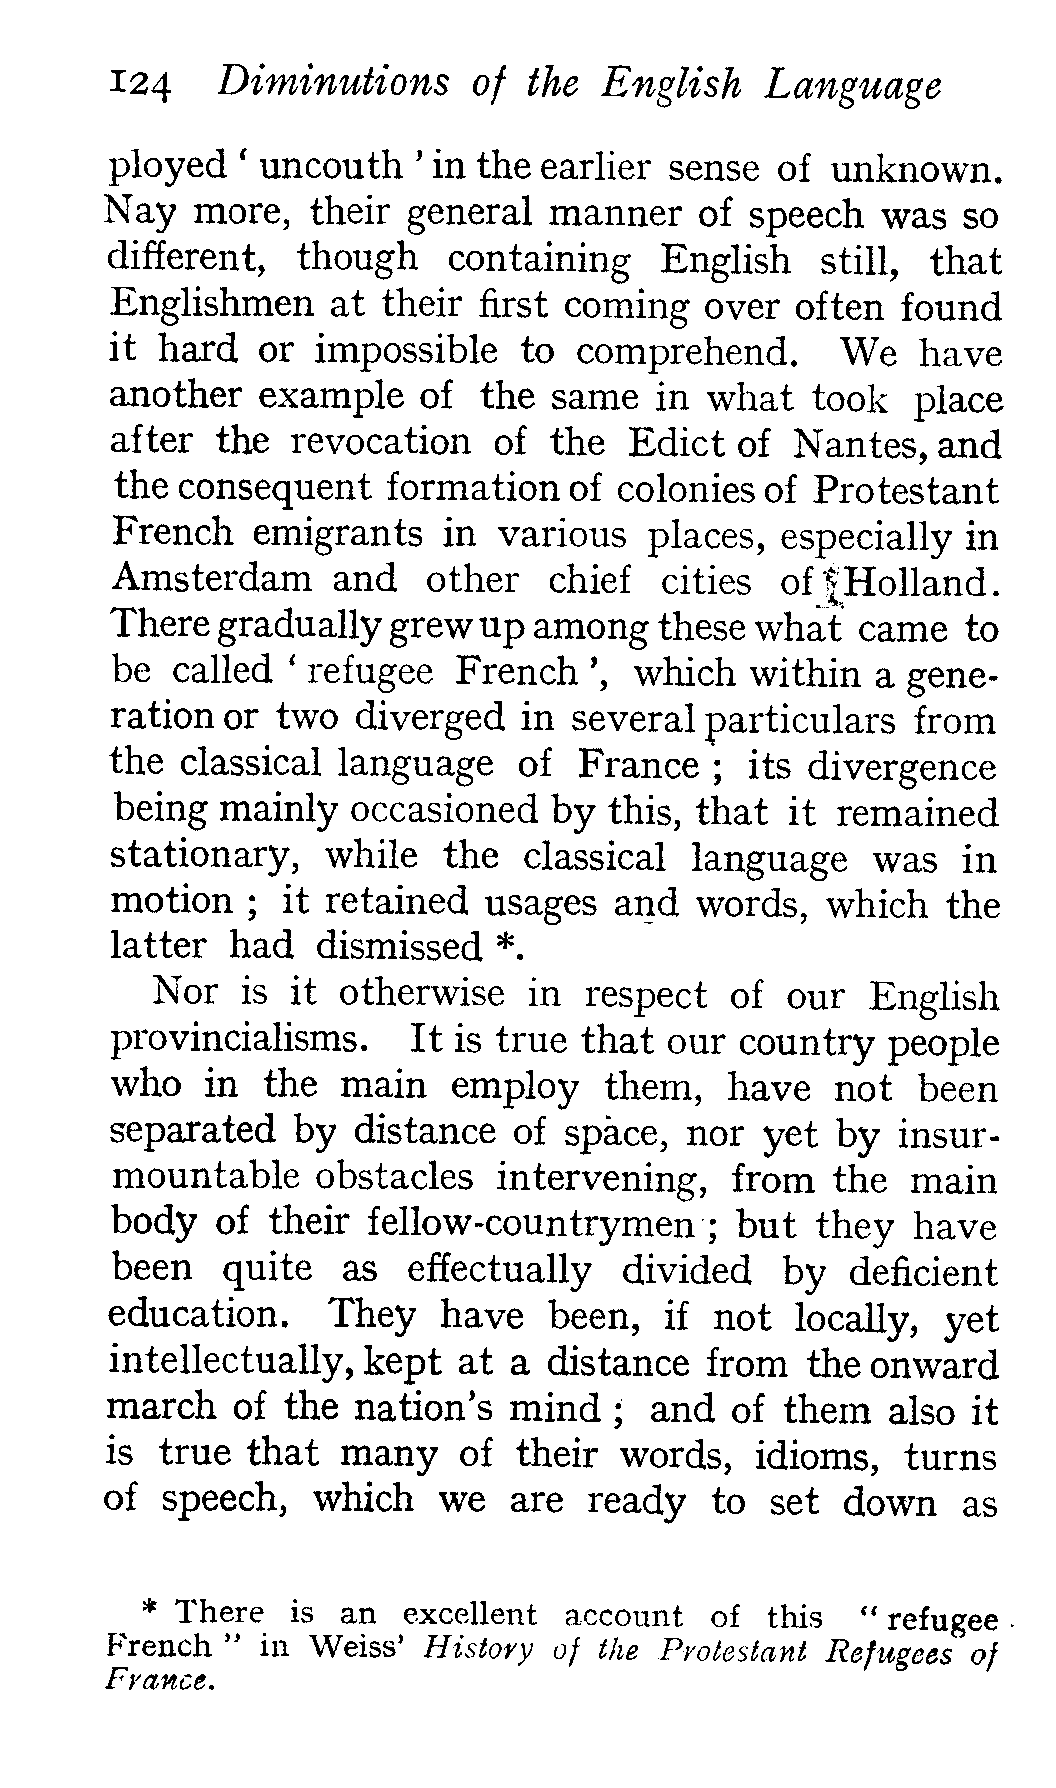 124 Diminutions of the English Language
ployed ‘ uncouth ’ in the earlier sense of unknown.
Nay more, their general manner of speech was so
different, though containing English still, that
Englishmen at their first coming over often found
it hard or impossible to comprehend. We have
another example of the same in what took place
after the revocation of the Edict of Nantes, and
the consequent formation of colonies of Protestant
French emigrants in various places, especially in
Amsterdam and other chief cities of Holland.
There gradually grew up among these what came to
be called ‘ refugee French ’, which within a gene-
ration or two diverged in several particulars from
the classical language of France ; its divergence
being mainly occasioned by this, that it remained
stationary, while the classical language was in
motion ; it retained usages and words, which the
latter had dismissed *.
Nor is it otherwise in respect of our English
provincialisms. It is true that our country people
who in the main employ them, have not been
separated by distance of space, nor yet by insur-
mountable obstacles intervening, from the main
body of their fellow-countrymen ; but they have
been quite as effectually divided by deficient
education. They have been, if not locally, yet
intellectually, kept at a distance from the onward
march of the nation's mind ; and of them also it
is true that many of their words, idioms, turns
of speech, which we are ready to set down as
* There is an excellent account of this “ refugee
French ” in Weiss' History of the Protestant Refugees of
France.